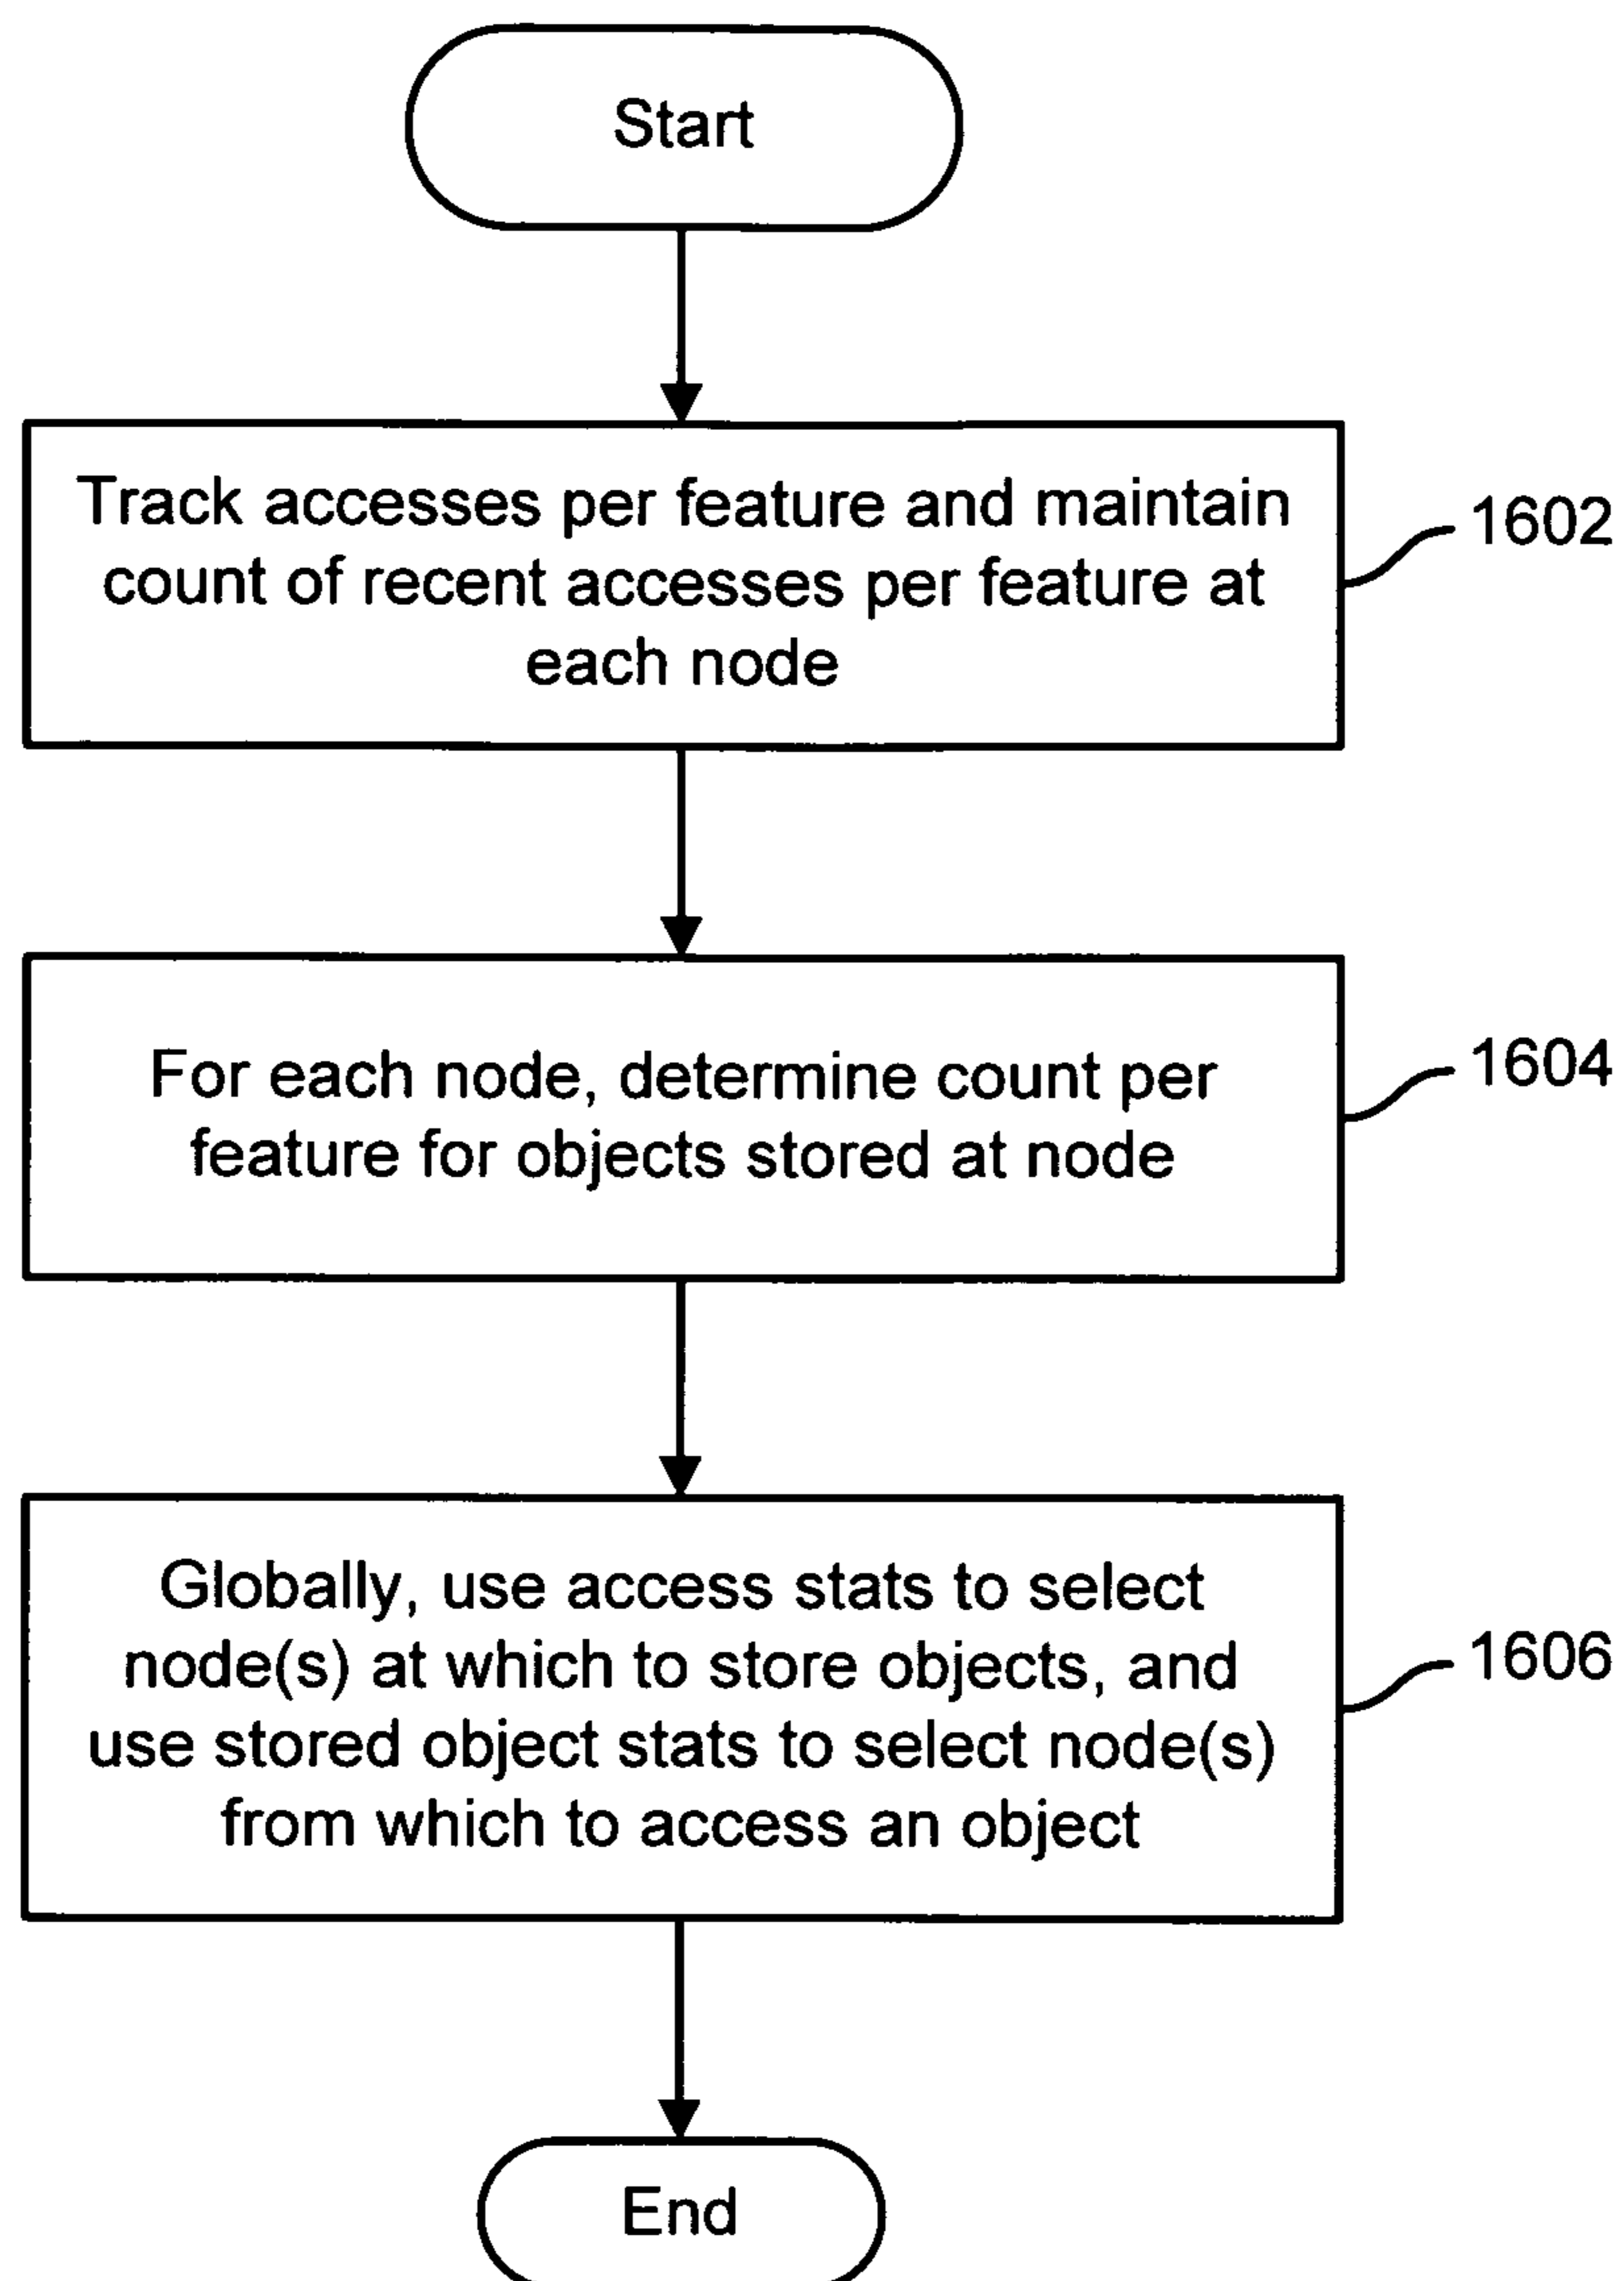 Start
Track accesses per feature and maintain
count of recent accesses per feature at
each node
1602
For each node, determine count per
feature for objects stored at node
1604
Globally, use access stats to select
node(s) at which to store objects, and
use stored object stats to select node(s)
from which to access an object
1606
End